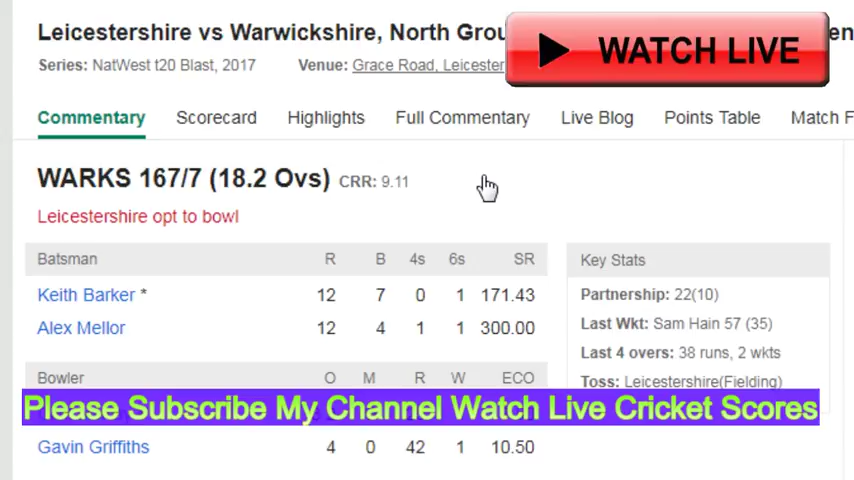 Leicestershire vs Warwickshire, North
WATCH LIVE
Series: NatWest t20 Blast, 2017 Venue: Grace Road, Leicester
Commentary Scorecard Highlights Full Commentary Live Blog Points Table Match F
WARKS 167/7 (18.2 Ovs) CRR: 9.11
Leicestershire opt to bowl
Batsman R B 4s 6s SR
Keith Barker * 12 7 0 1 171.43
Alex Mellor 12 4 1 1 300.00
Key Stats
Partnership: 22(10)
Last Wkt: Sam Hain 57 (35)
Last 4 overs: 38 runs, 2 wkts
Toss: Leicestershire(Fielding)
Bowler O M R W ECO
Please Subscribe My Channel Watch Live Cricket Scores
Gavin Griffiths 4 0 42 1 10.50